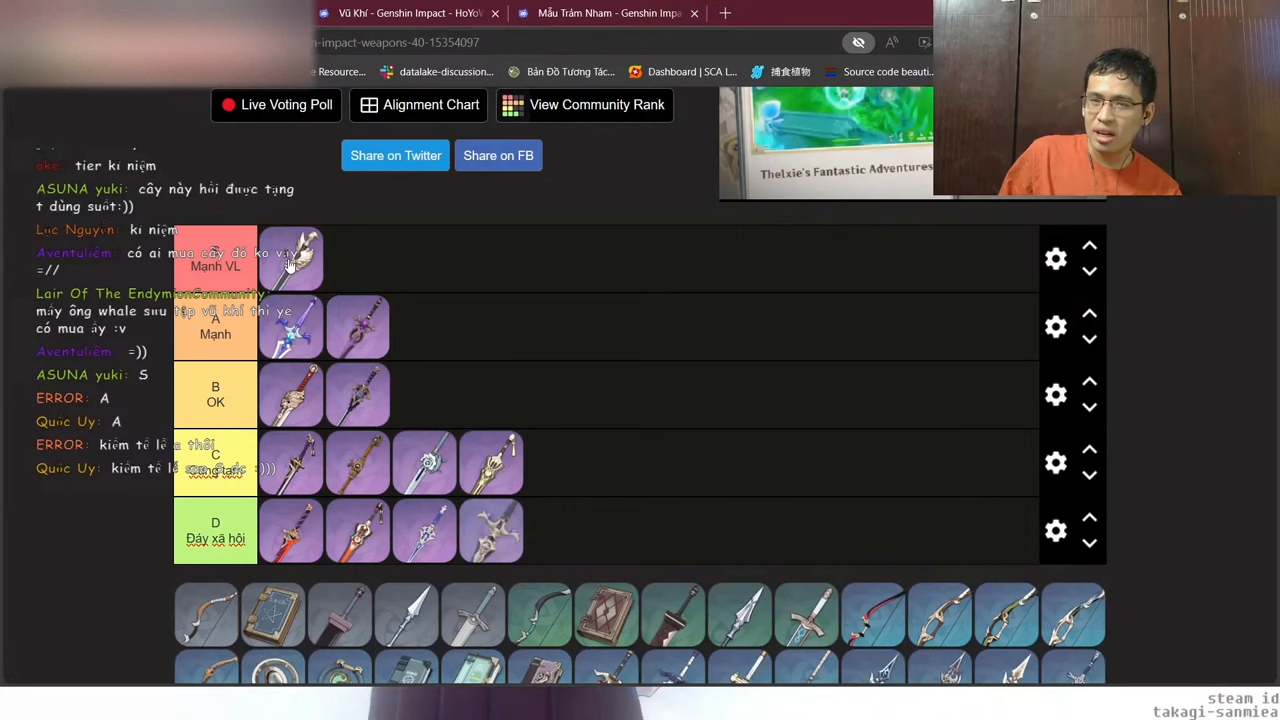 Vũ Khí - Genshin Impact - HoYoV
Mẫu Trảm Nham - Genshin Impa
n-impact-weapons-40-15354097
Resource...
datalake-discussion...
Bản Đồ Tương Tác...
Dashboard | SCA L...
捕食植物
Source code beauti...
Live Voting Poll
Alignment Chart
View Community Rank
Share on Twitter
Share on FB
Thelxie's Fantastic Adventures
oke tier kỉ niệm
ASUNA yuki: cây này hồi được tặng
t dùng suốt:))
Lục Nguyên: kỉ niệm
Aventuliêm: có ai mua cây đó ko vậy
=//
Lair Of The EndymionCommunity:
mấy ông whale sưu tập vũ khí thì ye
có mua ấy :v
Aventuliêm: =))
ASUNA yuki: S
ERROR: A
Quốc Uy: A
ERROR: kiếm tế lễ a thôi
Quốc Uy: kiếm tế lễ :)))
Mạnh VL
A
Mạnh
B
OK
C
D
Đáy xã hội
steam id
takagi-sanmiea